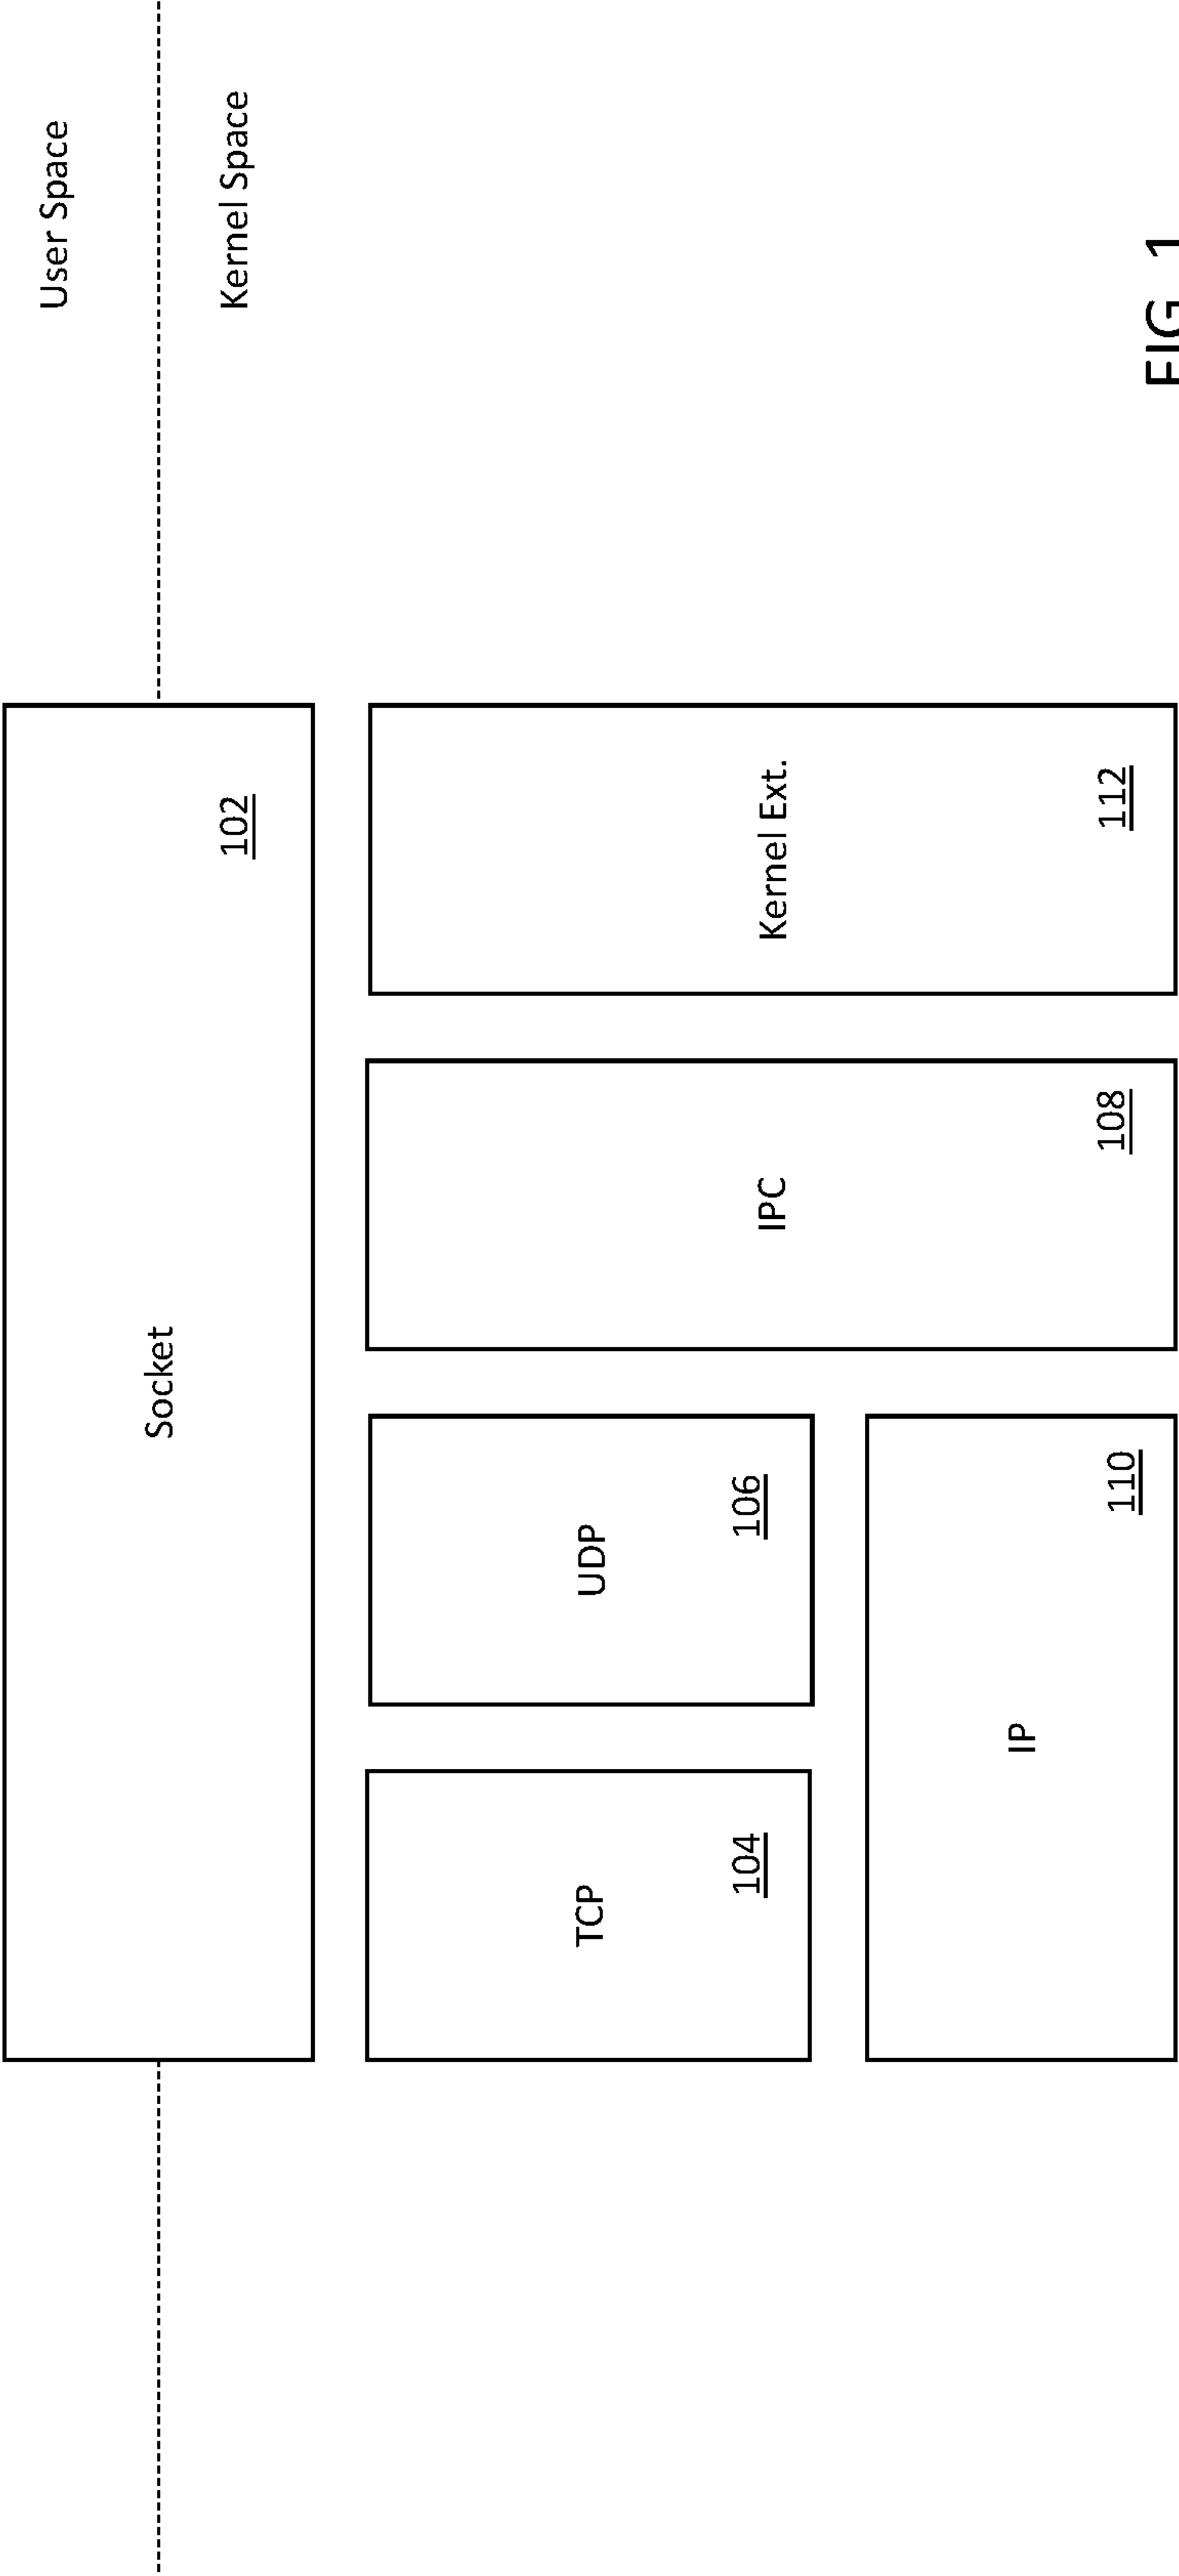 User Space
Kernel Space
Socket
102
TCP
104
UDP
106
IPC
108
Kernel Ext.
112
IP
110
FIG. 1